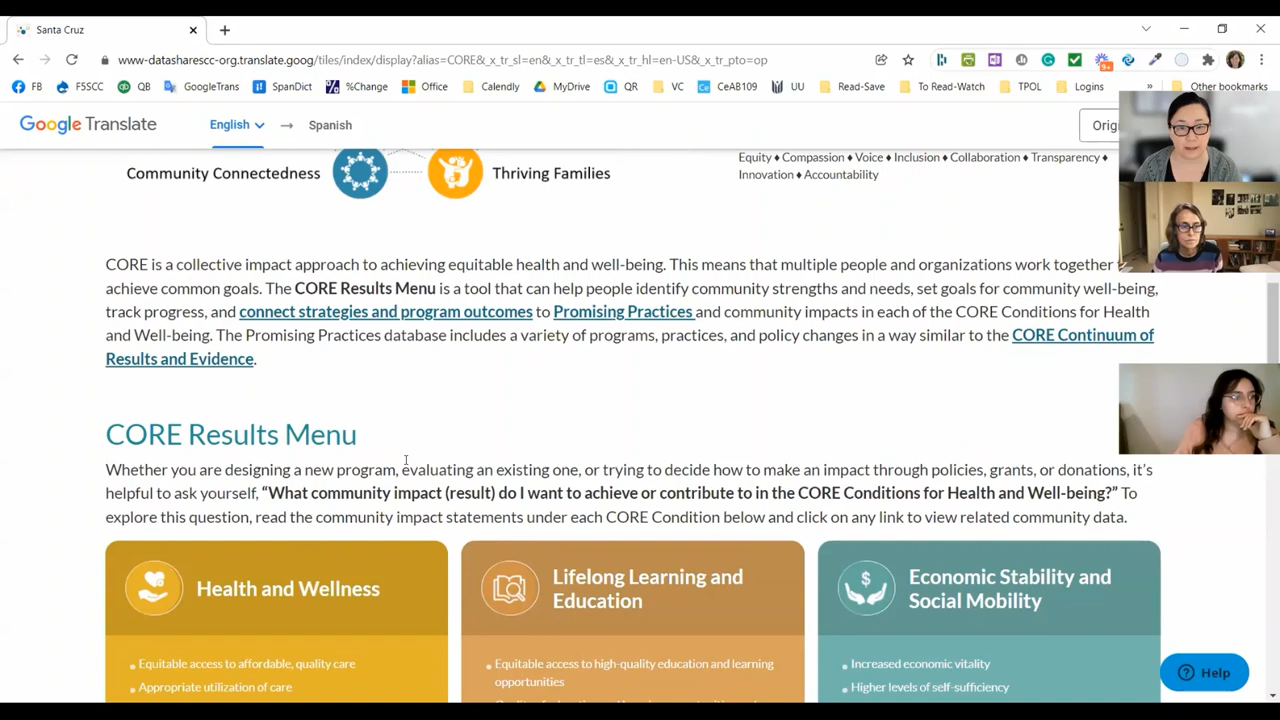 Santa Cruz
www-datasharescc-org.translate.goog/tiles/index/display?alias=CORE&_x_tr_sl=en&_x_tr_tl=es&_x_tr_hl=en-US&_x_tr_pto=op
9+
FB F5SCC QB GoogleTrans SpanDict %Change Office Calendly MyDrive QR VC CeAB109 UU Read-Save To Read-Watch TPOL Logins » Other bookmarks
Google Translate English → Spanish Orig
Equity ♦ Compassion ♦ Voice ♦ Inclusion ♦ Collaboration ♦ Transparency ♦
Innovation ♦ Accountability
Community Connectedness Thriving Families
CORE is a collective impact approach to achieving equitable health and well-being. This means that multiple people and organizations work together
achieve common goals. The CORE Results Menu is a tool that can help people identify community strengths and needs, set goals for community well-being,
track progress, and connect strategies and program outcomes to Promising Practices and community impacts in each of the CORE Conditions for Health
and Well-being. The Promising Practices database includes a variety of programs, practices, and policy changes in a way similar to the CORE Continuum of
Results and Evidence.
CORE Results Menu
Whether you are designing a new program, evaluating an existing one, or trying to decide how to make an impact through policies, grants, or donations, it’s
helpful to ask yourself, “What community impact (result) do I want to achieve or contribute to in the CORE Conditions for Health and Well-being?” To
explore this question, read the community impact statements under each CORE Condition below and click on any link to view related community data.
Health and Wellness
Equitable access to affordable, quality care
Appropriate utilization of care
Lifelong Learning and
Education
Equitable access to high-quality education and learning
opportunities
Economic Stability and
Social Mobility
Increased economic vitality
Higher levels of self-sufficiency
Help